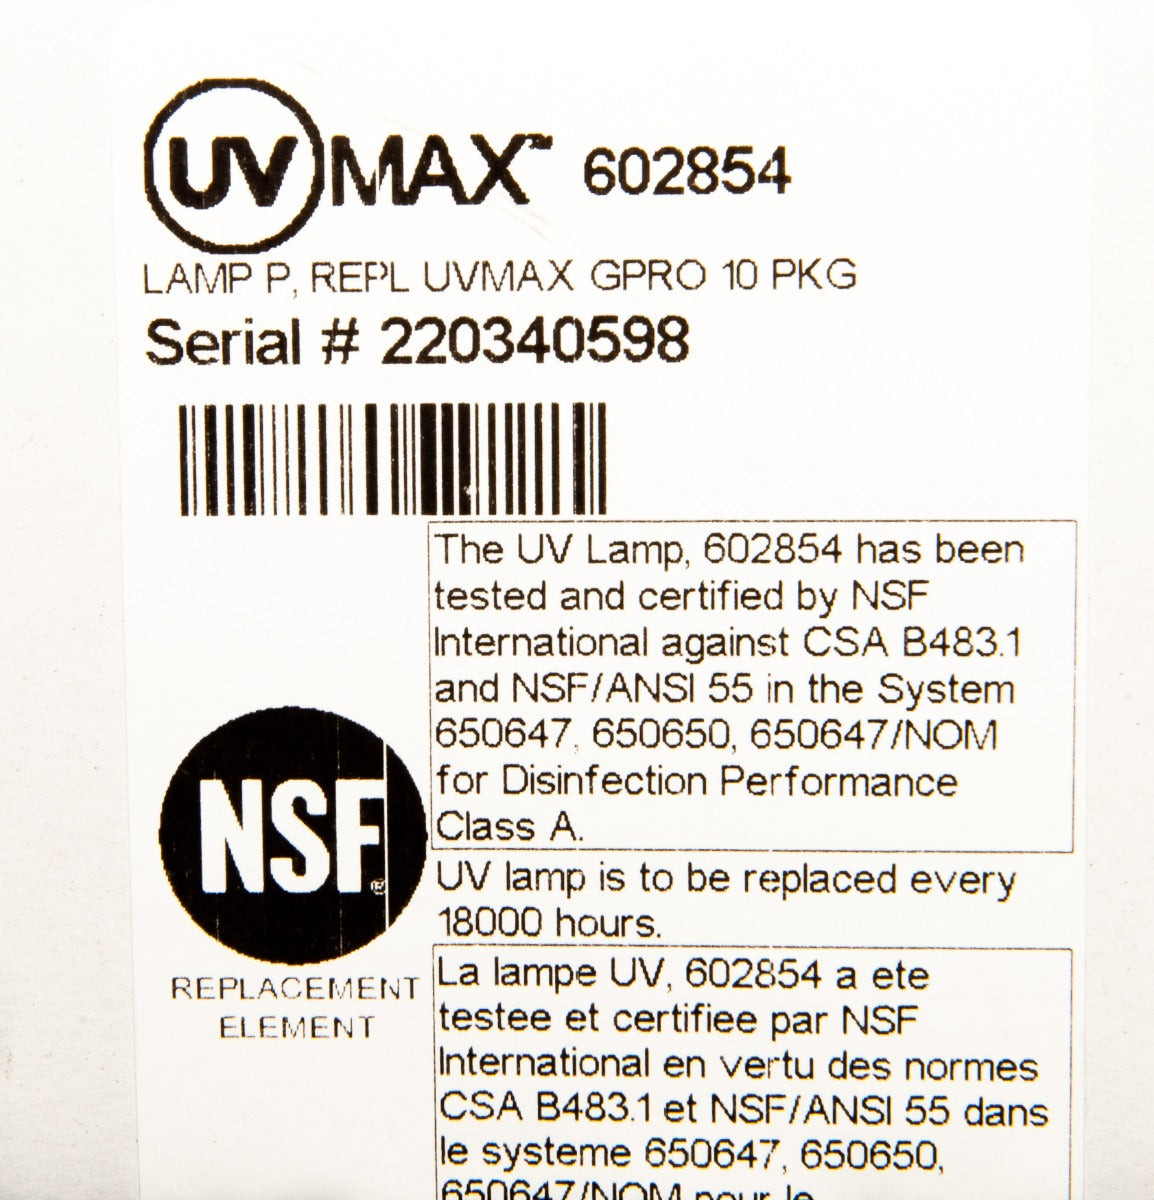 UV MAX™ 602854
LAMP P, REPL UVMAX GPRO 10 PKG
Serial # 220340598
The UV Lamp, 602854 has been
tested and certified by NSF
International against CSA B483.1
and NSF/ANSI 55 in the System
650647, 650650, 650647/NOM
for Disinfection Performance
Class A.
UV lamp is to be replaced every
18000 hours.
NSF®
REPLACEMENT
ELEMENT
La lampe UV, 602854 a ete
testee et certifiee par NSF
International en vertu des normes
CSA B483.1 et NSF/ANSI 55 dans
le systeme 650647, 650650,
650647/NOM pour le